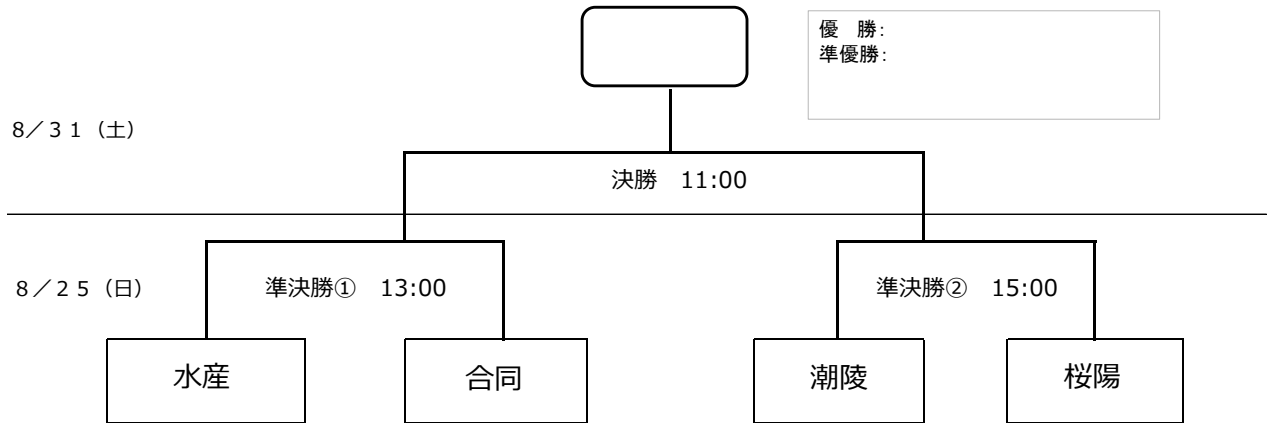 優　勝：
準優勝：
８／３１（土）
決勝　11:00
８／２５（日）
準決勝①　13:00
準決勝②　15:00
水産
合同
潮陵
桜陽